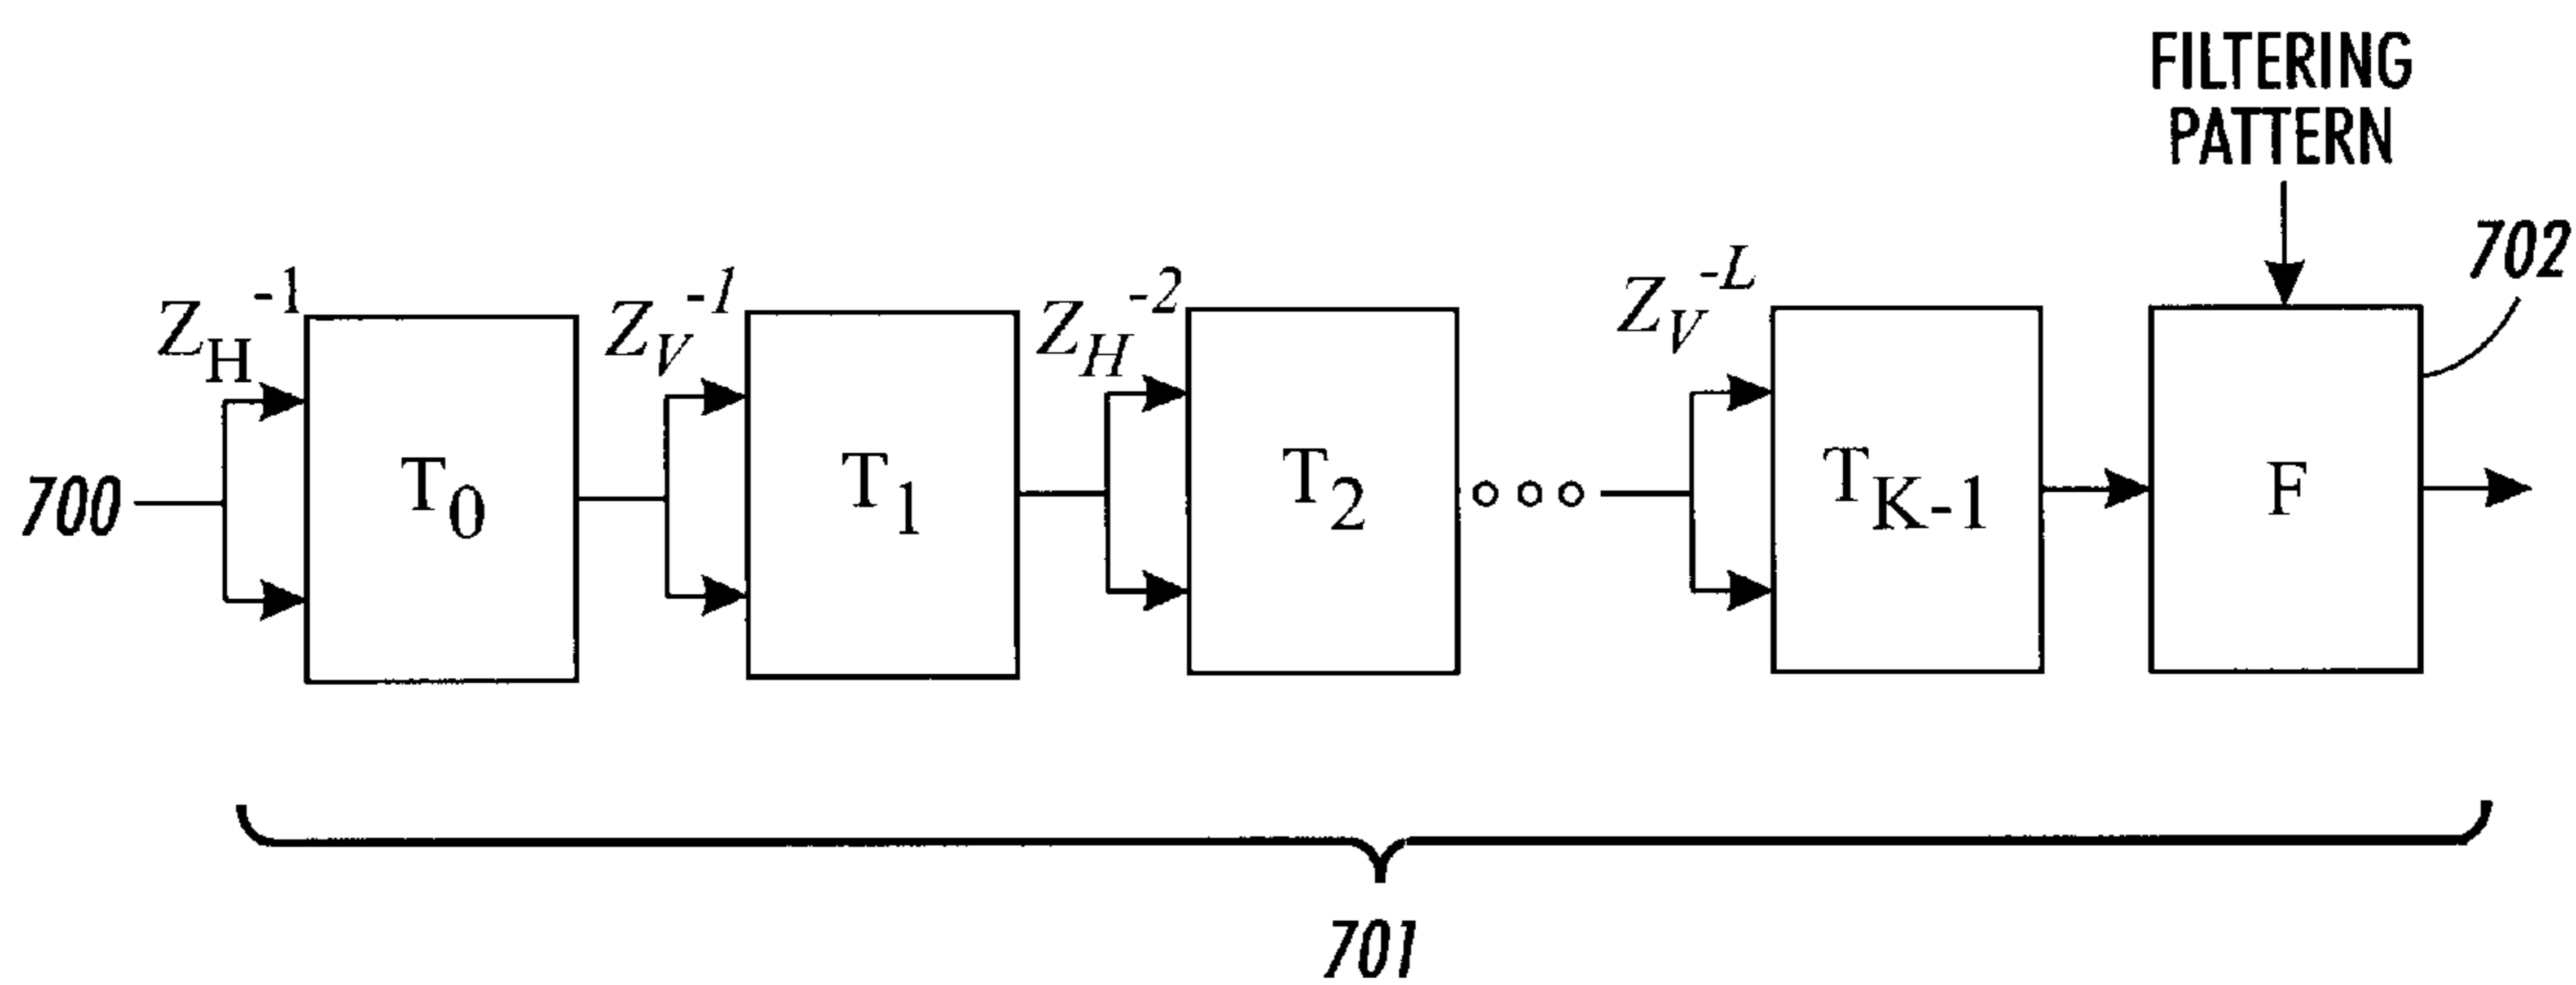 FILTERING
PATTERN
702
Z_H^-1
Z_V^-1
Z_H^-2
Z_V^-L
700
T_0
T_1
T_2
T_K-1
F
701